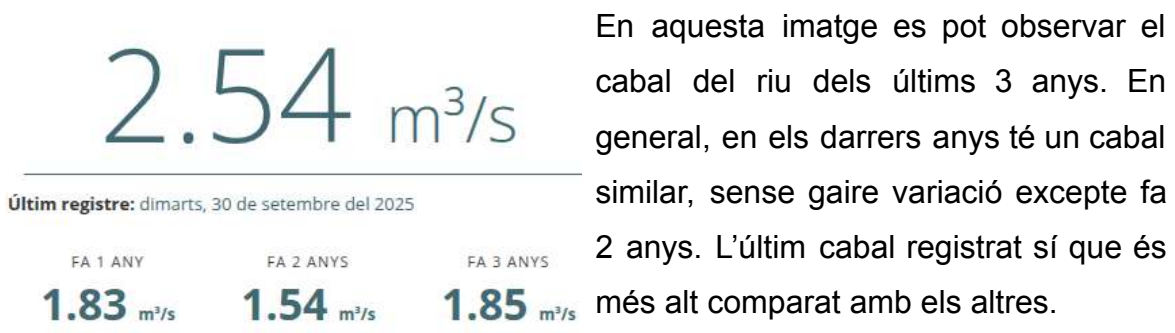 2.54 m³/s
Últim registre: dimarts, 30 de setembre del 2025
FA 1 ANY FA 2 ANYS FA 3 ANYS
1.83 m³/s 1.54 m³/s 1.85 m³/s
En aquesta imatge es pot observar el
cabal del riu dels últims 3 anys. En
general, en els darrers anys té un cabal
similar, sense gaire variació excepte fa
2 anys. L’últim cabal registrat sí que és
més alt comparat amb els altres.